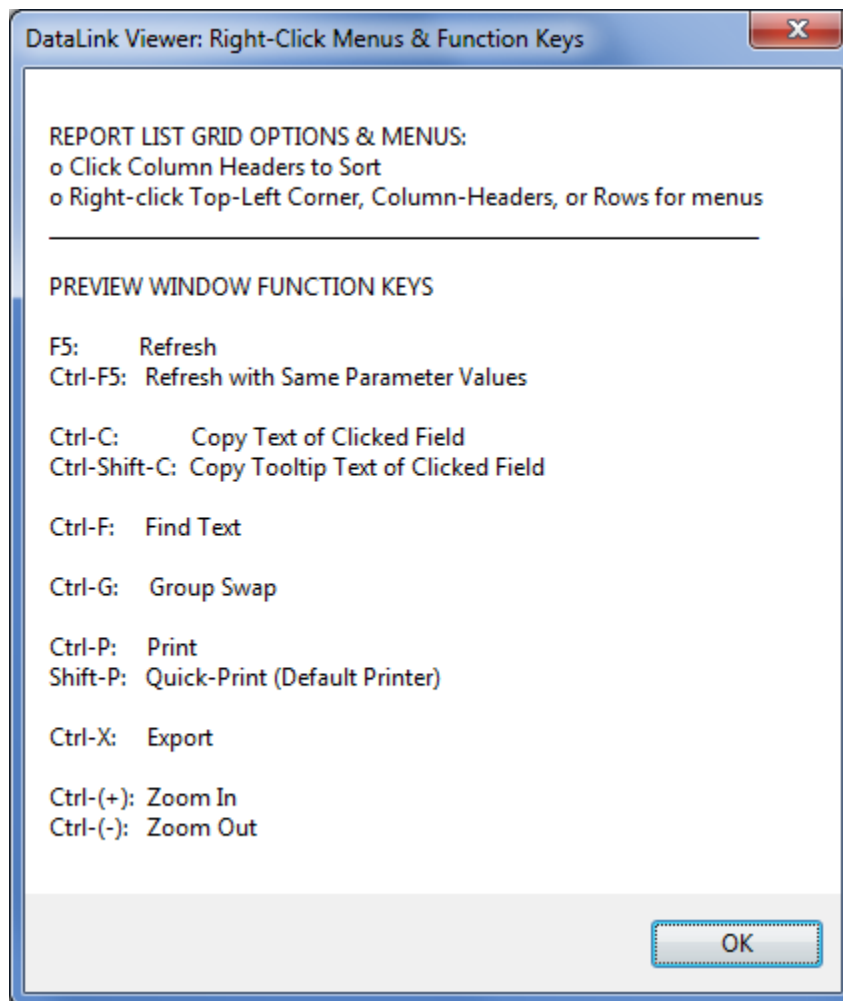 DataLink Viewer: Right-Click Menus & Function Keys
REPORT LIST GRID OPTIONS & MENUS:
o Click Column Headers to Sort
o Right-click Top-Left Corner, Column-Headers, or Rows for menus
PREVIEW WINDOW FUNCTION KEYS
F5: Refresh
Ctrl-F5: Refresh with Same Parameter Values
Ctrl-C: Copy Text of Clicked Field
Ctrl-Shift-C: Copy Tooltip Text of Clicked Field
Ctrl-F: Find Text
Ctrl-G: Group Swap
Ctrl-P: Print
Shift-P: Quick-Print (Default Printer)
Ctrl-X: Export
Ctrl-(+): Zoom In
Ctrl-(-): Zoom Out
OK